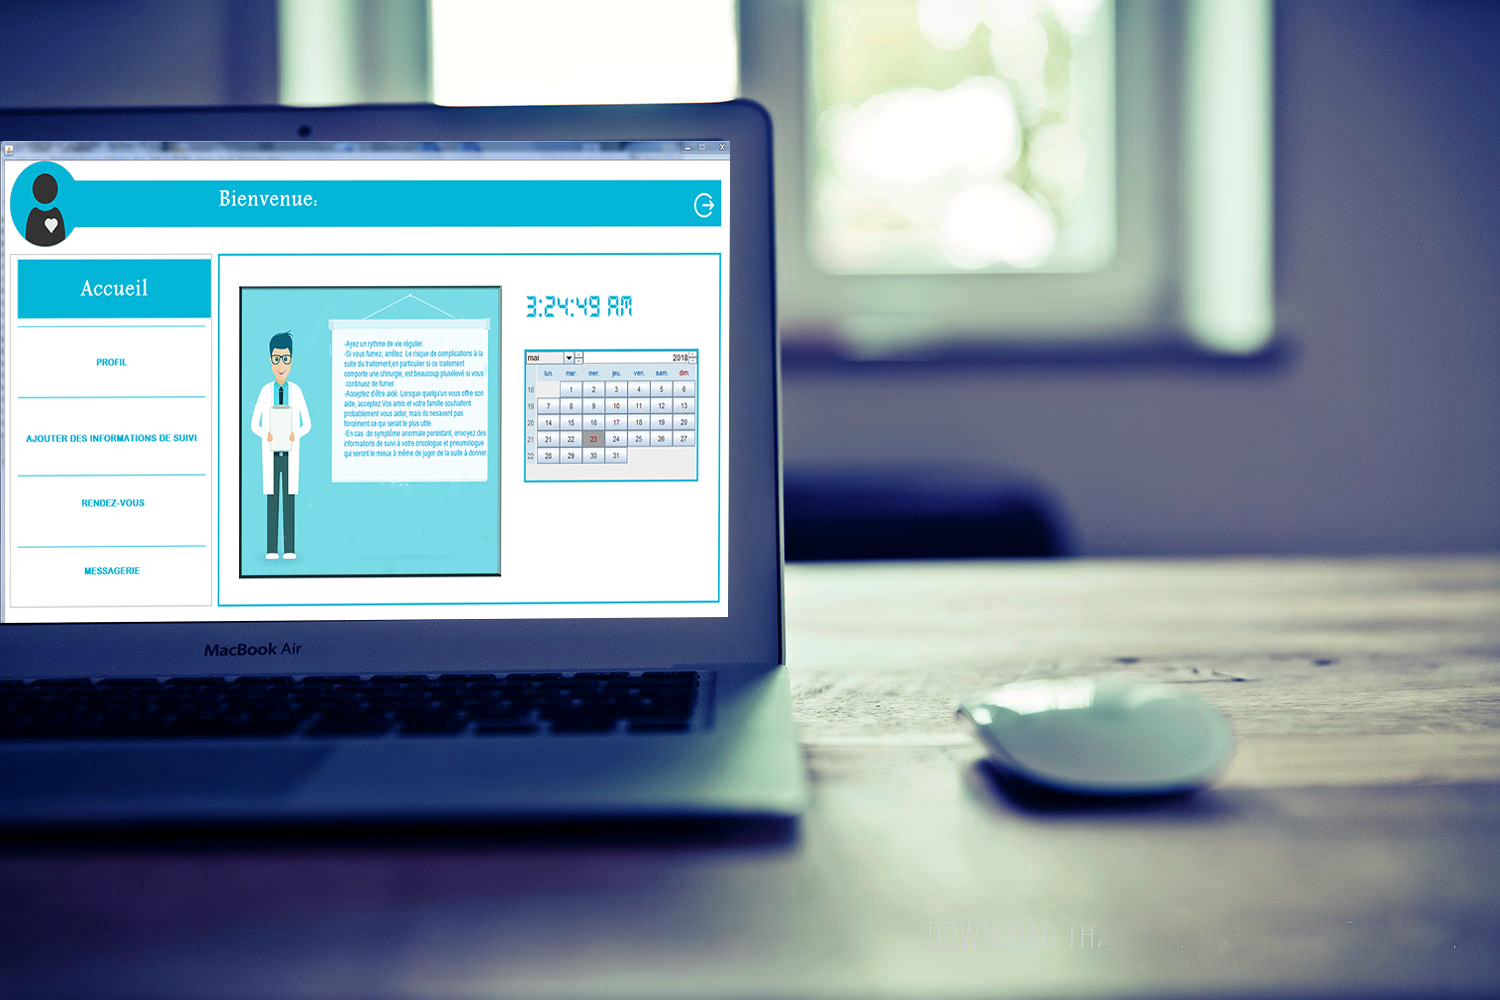 Bienvenue:
Accueil
PROFIL
AJOUTER DES INFORMATIONS DE SUIVI
RENDEZ-VOUS
MESSAGERIE
-Ayez un rythme de vie régulier.
-Si vous fumez, arrêtez. Le risque de complications à la
suite du traitement,en particulier si ce traitement
comporte une chirurgie, est beaucoup plusélevé si vous
continuez de fumer.
-Acceptez d'être aidé. Lorsque quelqu'un vous offre son
aide, acceptez.Vos amis et votre famille souhaitent
probablement vous aider, mais ils nesavent pas
forcément ce qui serait le plus utile.
-En cas de symptôme anormale persistant, envoyez des
informations de suivi à votre oncologue et pneumologue
qui seront le mieux à même de juger de la suite à donner.
3:24:49 AM
mai 2018
lun. mar. mer. jeu. ven. sam. dim.
18 1 2 3 4 5 6
19 7 8 9 10 11 12 13
20 14 15 16 17 18 19 20
21 21 22 23 24 25 26 27
22 28 29 30 31
MacBook Air
DOWNLOAD THE